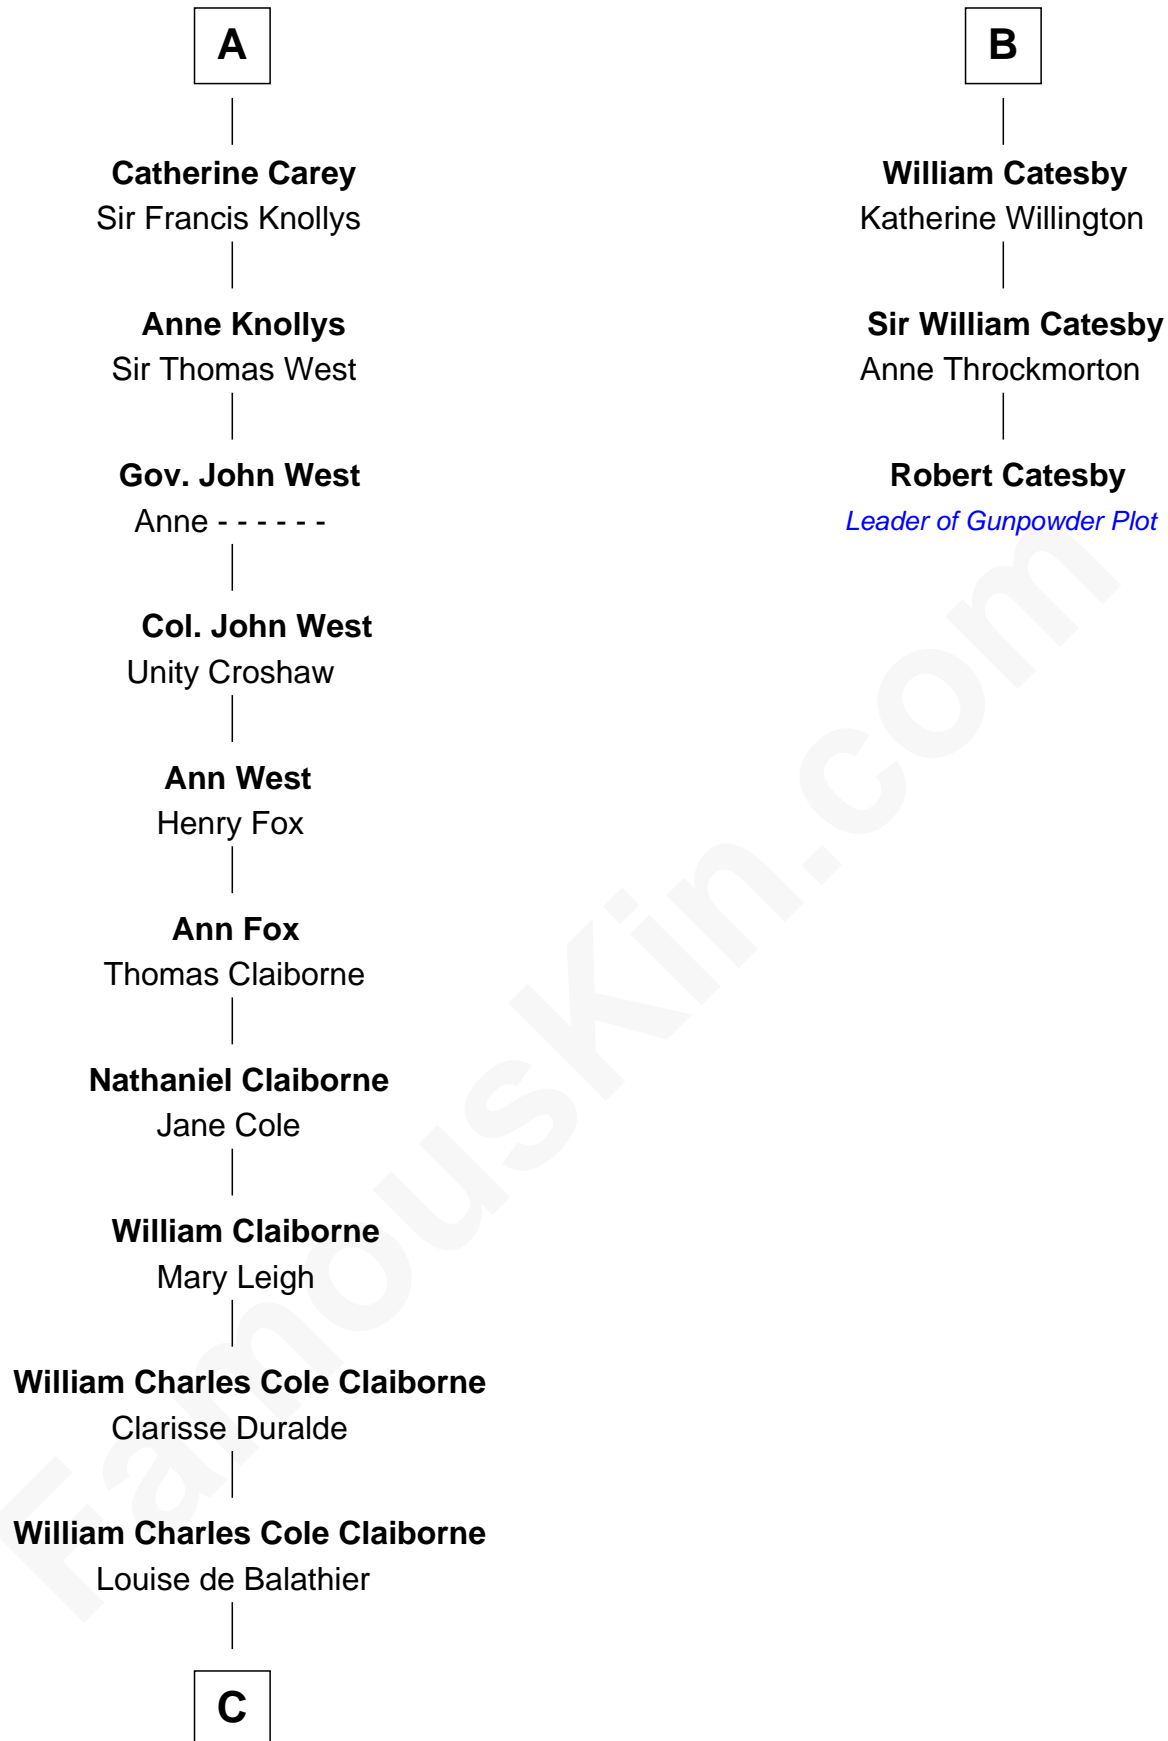 A
Catherine Carey
Sir Francis Knollys
Anne Knollys
Sir Thomas West
Gov. John West
Anne - - - - - -
Col. John West
Unity Croshaw
Ann West
Henry Fox
Ann Fox
Thomas Claiborne
Nathaniel Claiborne
Jane Cole
William Claiborne
Mary Leigh
William Charles Cole Claiborne
Clarisse Duralde
William Charles Cole Claiborne
Louise de Balathier
C
B
William Catesby
Katherine Willington
Sir William Catesby
Anne Throckmorton
Robert Catesby
Leader of Gunpowder Plot
FamousKin.com